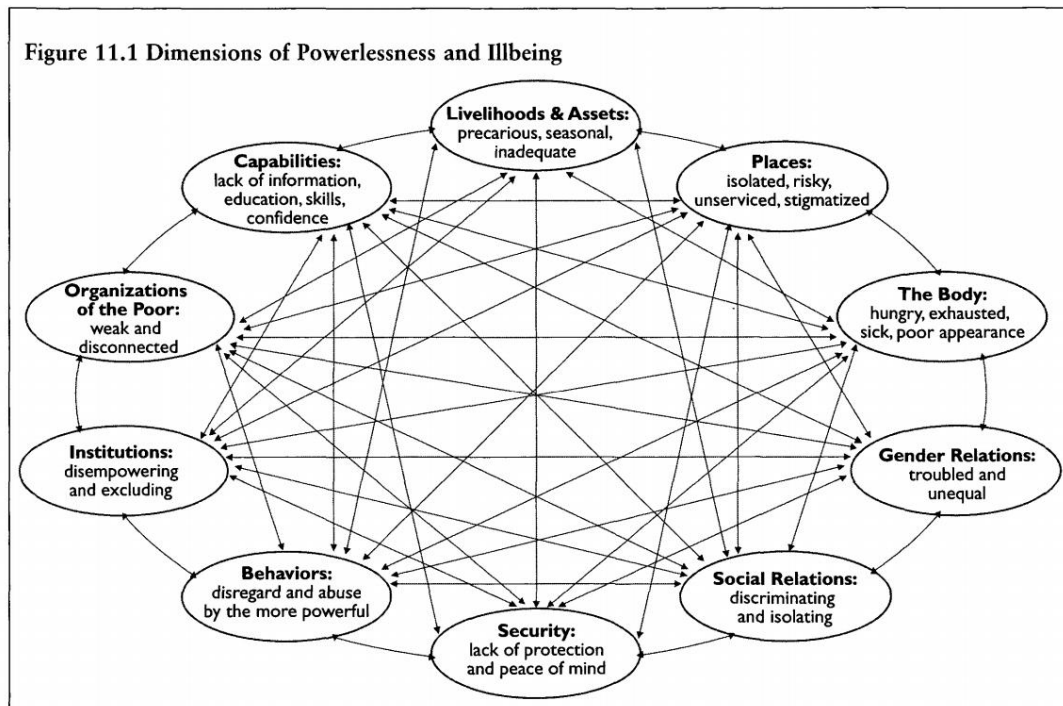 Figure 11.1 Dimensions of Powerlessness and Illbeing
Livelihoods & Assets:
precarious, seasonal,
inadequate
Capabilities:
lack of information,
education, skills,
confidence
Places:
isolated, risky,
unserviced, stigmatized
Organizations
of the Poor:
weak and
disconnected
The Body:
hungry, exhausted,
sick, poor appearance
Institutions:
disempowering
and excluding
Gender Relations:
troubled and
unequal
Behaviors:
disregard and abuse
by the more powerful
Social Relations:
discriminating
and isolating
Security:
lack of protection
and peace of mind